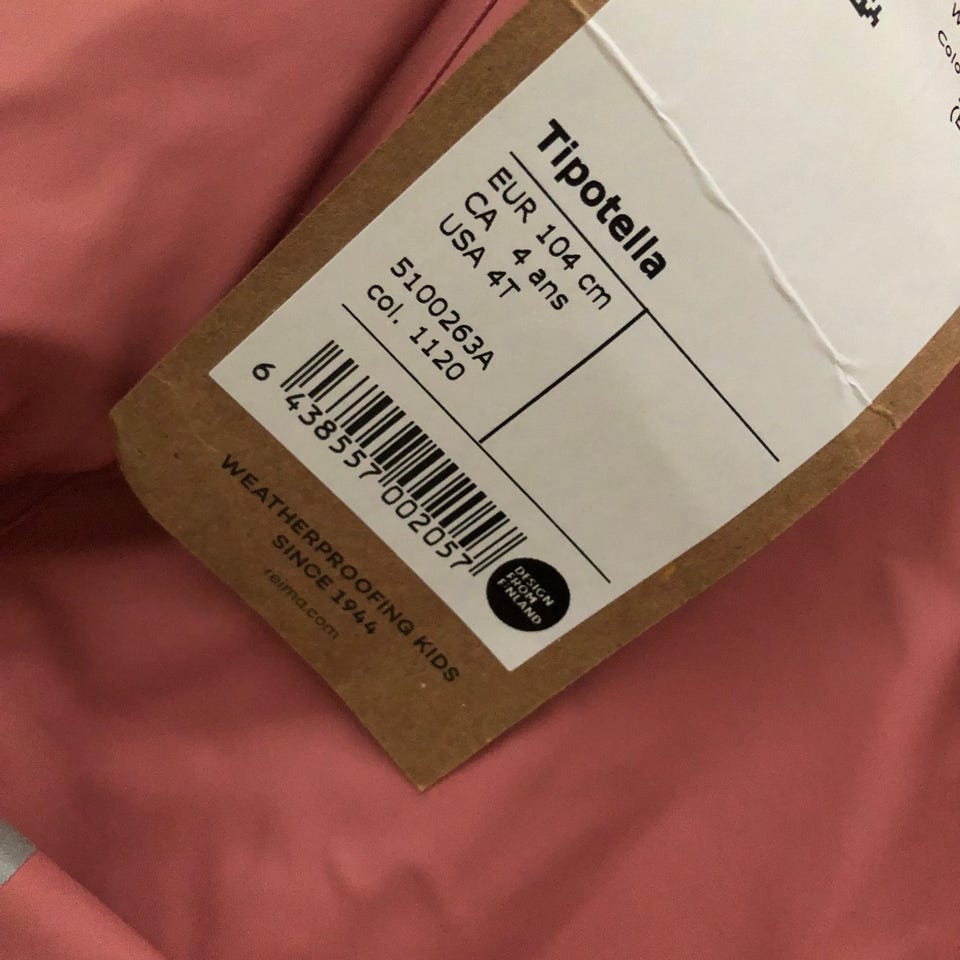 Tipotella
EUR 104 cm
CA 4 ans
USA 4T
5100263A
col. 1120
6 438557 002057
DESIGN
FROM
FINLAND
WEATHERPROOFING KIDS
SINCE 1944
reima.com